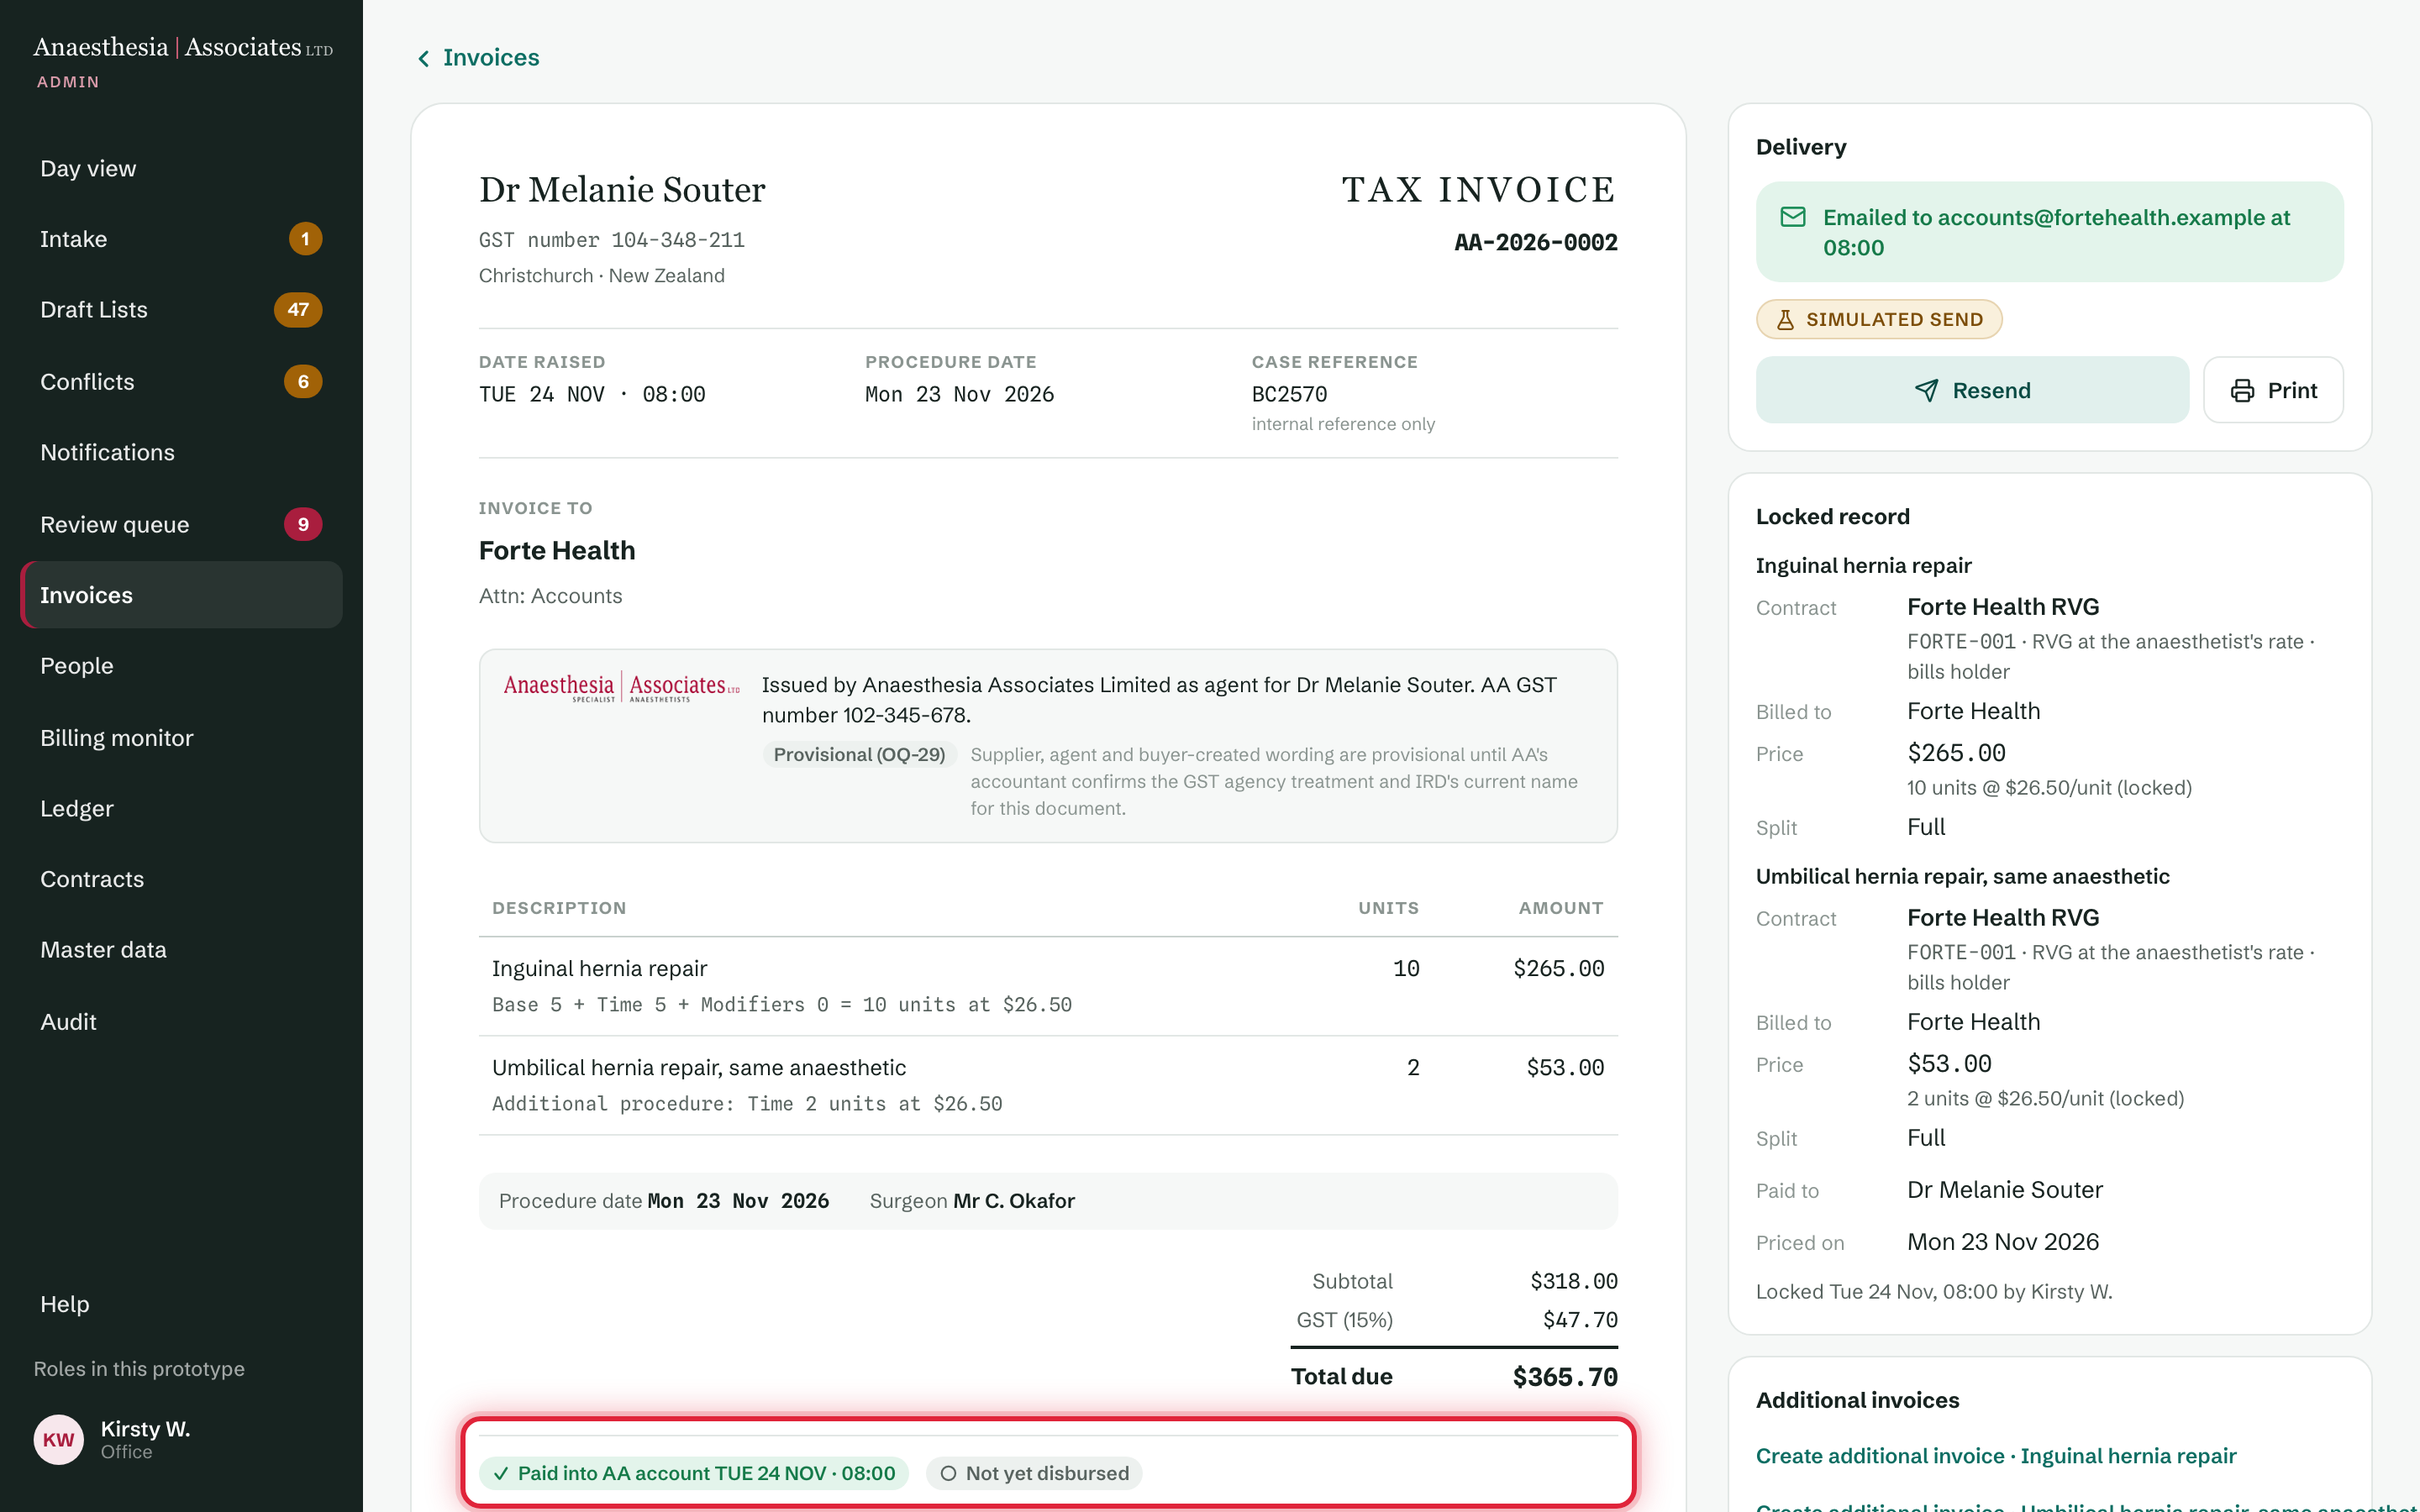 Anaesthesia | Associates LTD
ADMIN
Day view
Intake 1
Draft Lists 47
Conflicts 6
Notifications
Review queue 9
Invoices
People
Billing monitor
Ledger
Contracts
Master data
Audit
Help
Roles in this prototype
KW
Kirsty W.
Office
Invoices
Dr Melanie Souter
GST number 104-348-211
Christchurch · New Zealand
TAX INVOICE
AA-2026-0002
DATE RAISED
TUE 24 NOV · 08:00
PROCEDURE DATE
Mon 23 Nov 2026
CASE REFERENCE
BC2570
internal reference only
INVOICE TO
Forte Health
Attn: Accounts
Anaesthesia | Associates LTD
SPECIALIST | ANAESTHETISTS
Issued by Anaesthesia Associates Limited as agent for Dr Melanie Souter. AA GST
number 102-345-678.
Provisional (OQ-29)
Supplier, agent and buyer-created wording are provisional until AA's
accountant confirms the GST agency treatment and IRD's current name
for this document.
DESCRIPTION UNITS AMOUNT
Inguinal hernia repair 10 $265.00
Base 5 + Time 5 + Modifiers 0 = 10 units at $26.50
Umbilical hernia repair, same anaesthetic 2 $53.00
Additional procedure: Time 2 units at $26.50
Procedure date Mon 23 Nov 2026 Surgeon Mr C. Okafor
Subtotal $318.00
GST (15%) $47.70
Total due $365.70
Paid into AA account TUE 24 NOV · 08:00
Not yet disbursed
Delivery
Emailed to accounts@fortehealth.example at
08:00
SIMULATED SEND
Resend
Print
Locked record
Inguinal hernia repair
Contract Forte Health RVG
FORTE-001 · RVG at the anaesthetist's rate ·
bills holder
Billed to Forte Health
Price $265.00
10 units @ $26.50/unit (locked)
Split Full
Umbilical hernia repair, same anaesthetic
Contract Forte Health RVG
FORTE-001 · RVG at the anaesthetist's rate ·
bills holder
Billed to Forte Health
Price $53.00
2 units @ $26.50/unit (locked)
Split Full
Paid to Dr Melanie Souter
Priced on Mon 23 Nov 2026
Locked Tue 24 Nov, 08:00 by Kirsty W.
Additional invoices
Create additional invoice · Inguinal hernia repair
Create additional invoice · Umbilical hernia repair, same